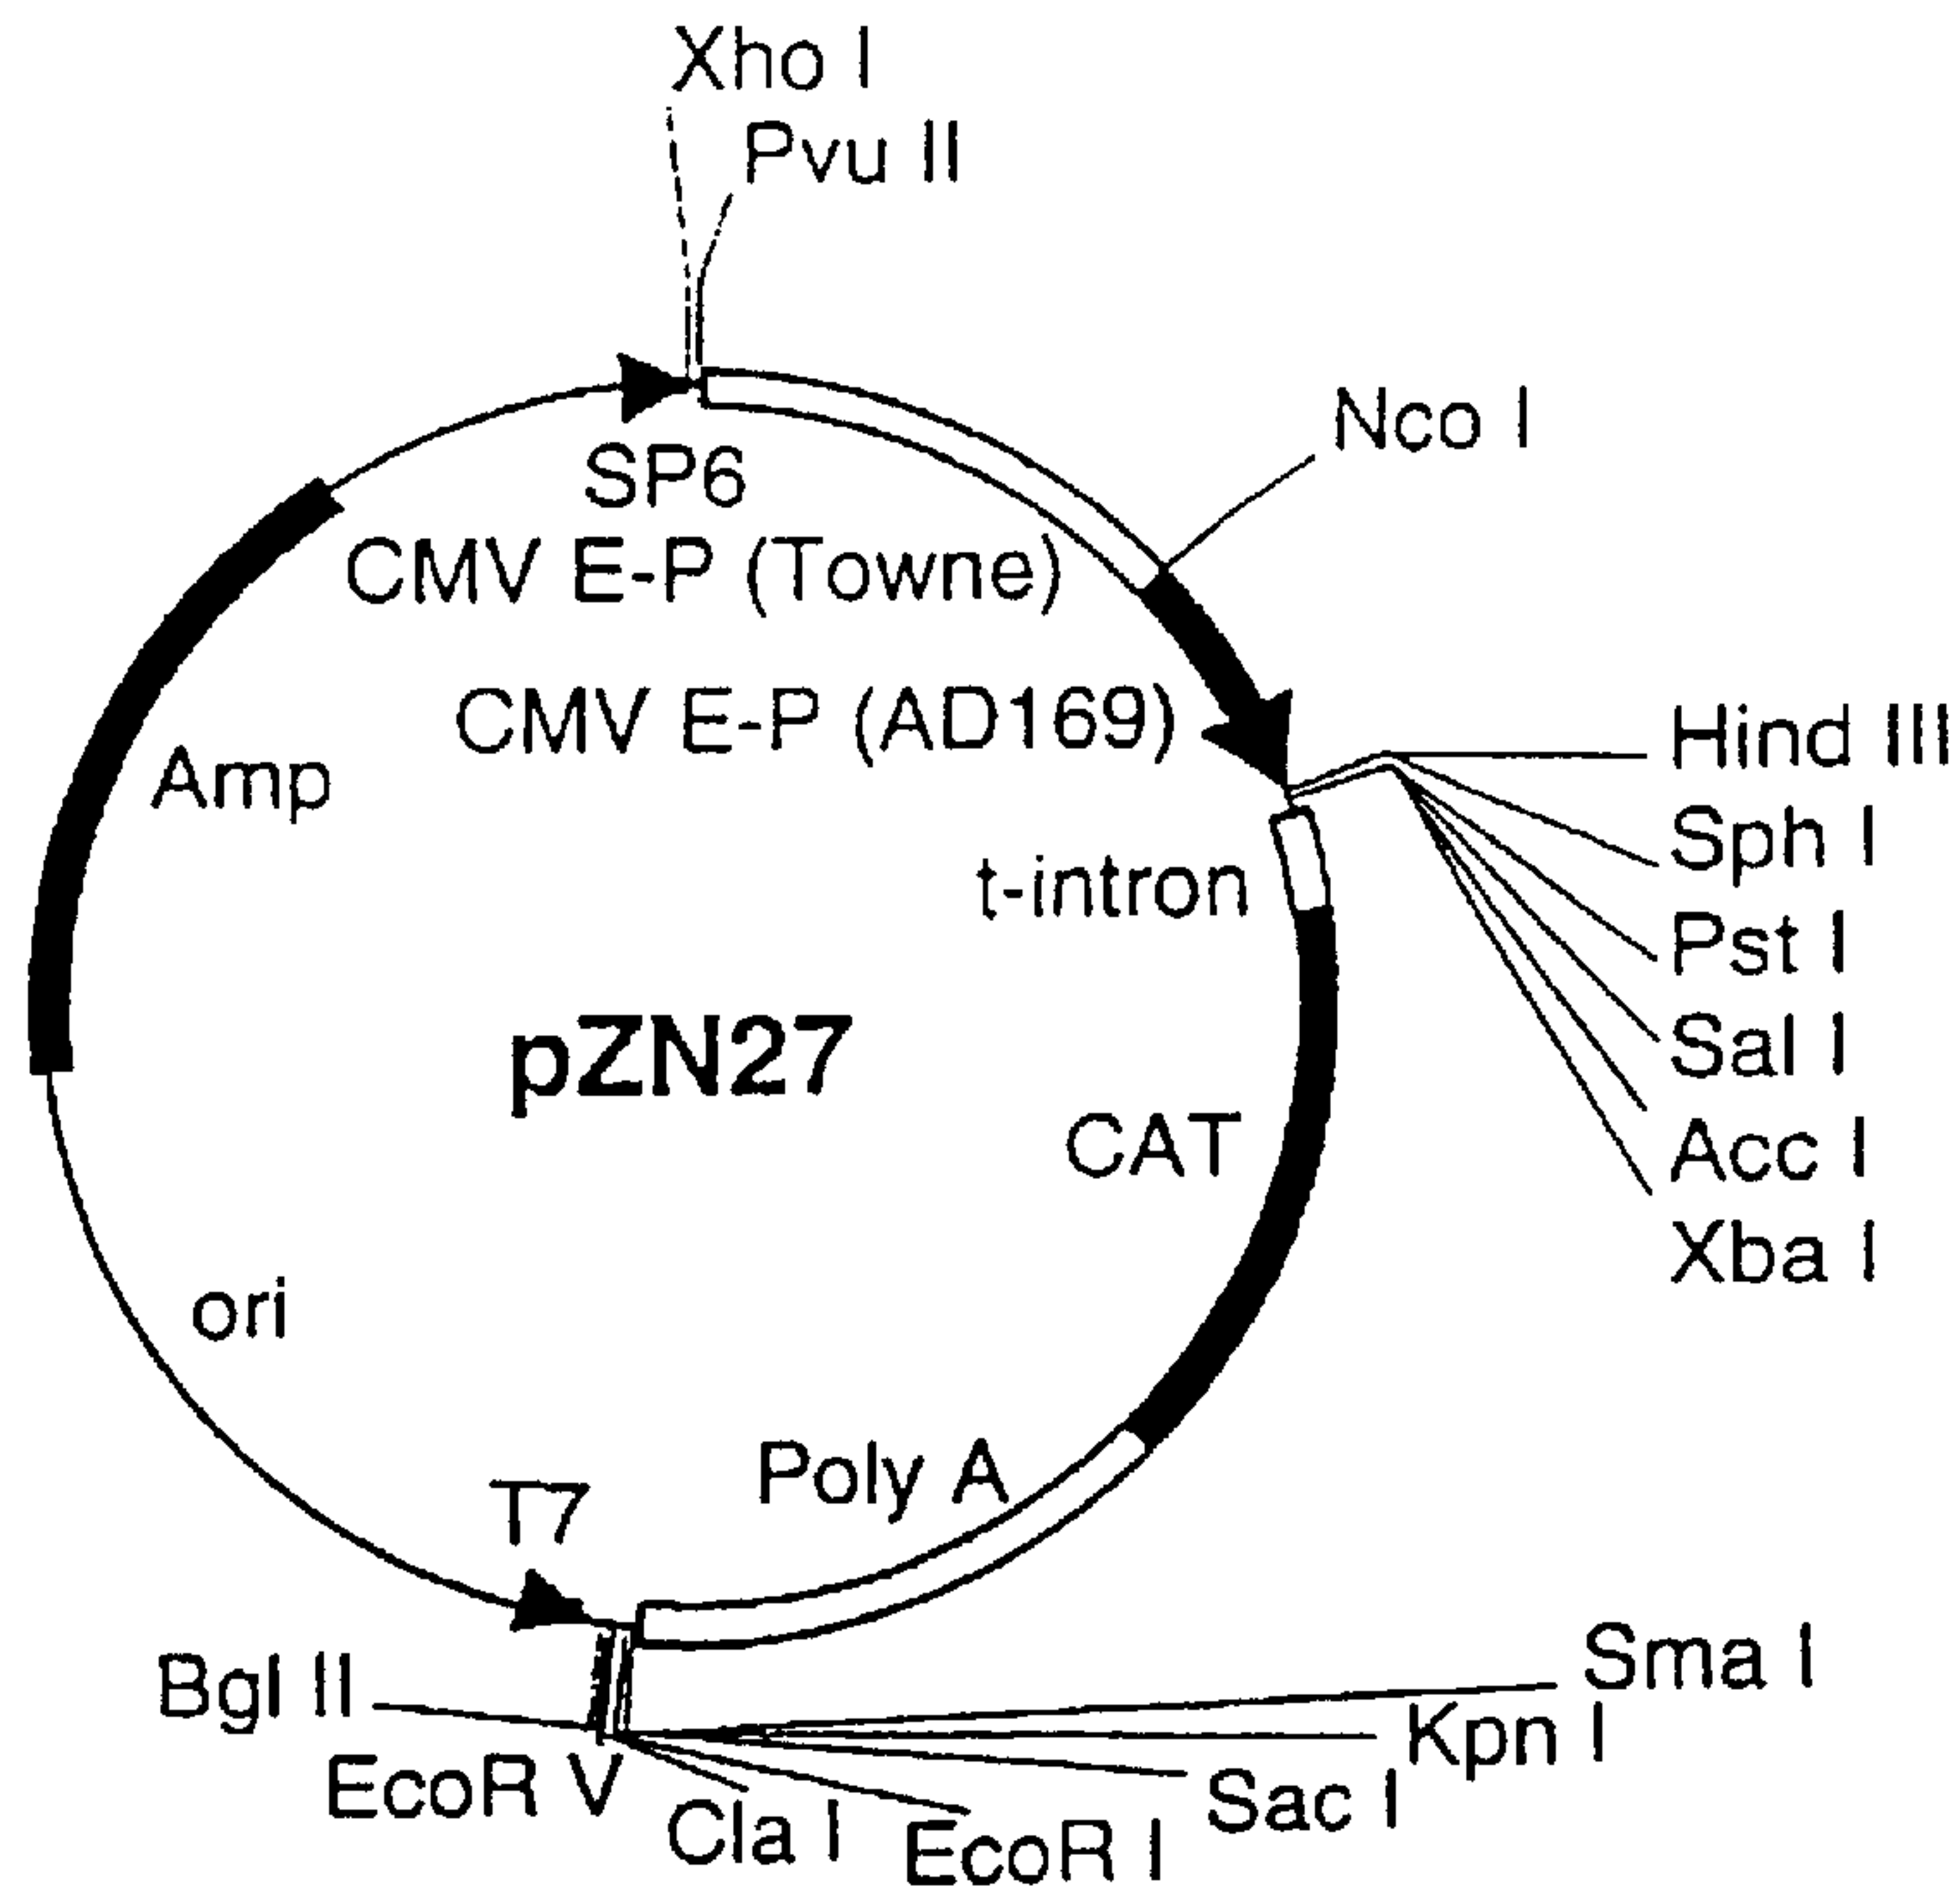 Xho I
Pvu II
Nco I
SP6
CMV E-P (Towne)
CMV E-P (AD169)
Hind III
Amp
Sph I
t-intron
Pst I
pZN27
Sal I
CAT
Acc I
Xba I
ori
Poly A
T7
Sma I
Bgl II
Kpn I
EcoR V
Sac I
Cla I
EcoR I